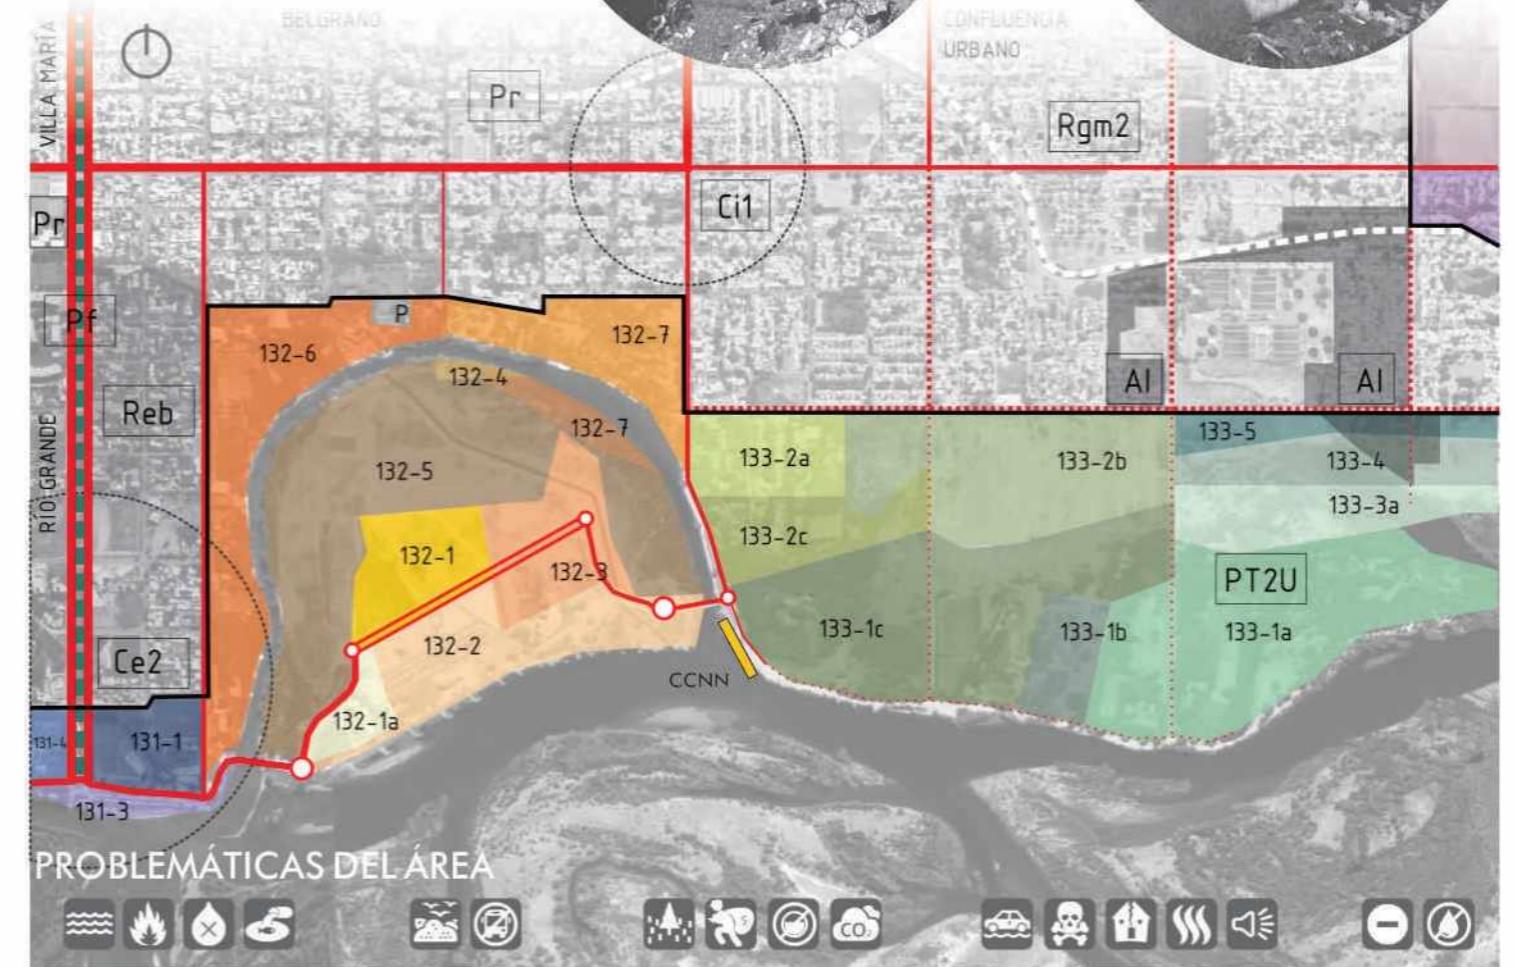 BELGRANO
CONFLUENCIA
URBANO
VILLA MARÍA
Pr
Rgm2
Pr
Ci1
Pf
P
132-6
132-7
132-4
AI
AI
Reb
132-7
133-5
RÍO GRANDE
132-5
133-2a
133-2b
133-4
133-3a
132-1
133-2c
132-3
PT2U
133-1c
133-1b
133-1a
132-2
Ce2
CCNN
132-1a
131-4
131-1
131-3
PROBLEMÁTICAS DEL ÁREA
S
CO₂